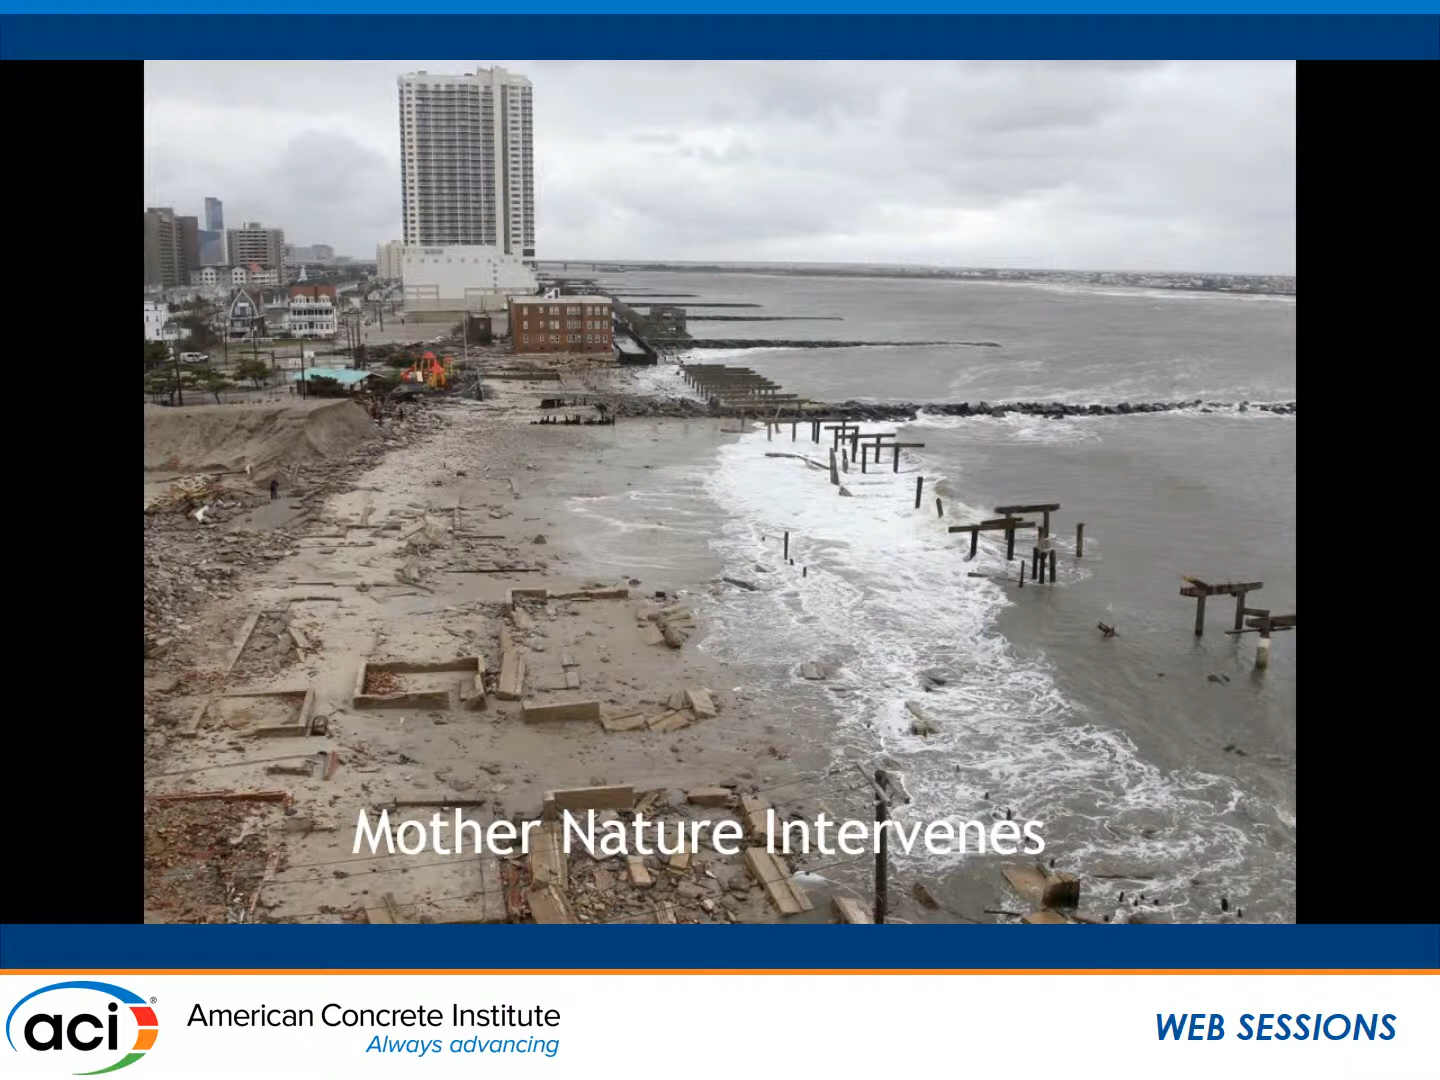 Mother Nature Intervenes
aci®
American Concrete Institute
Always advancing
WEB SESSIONS